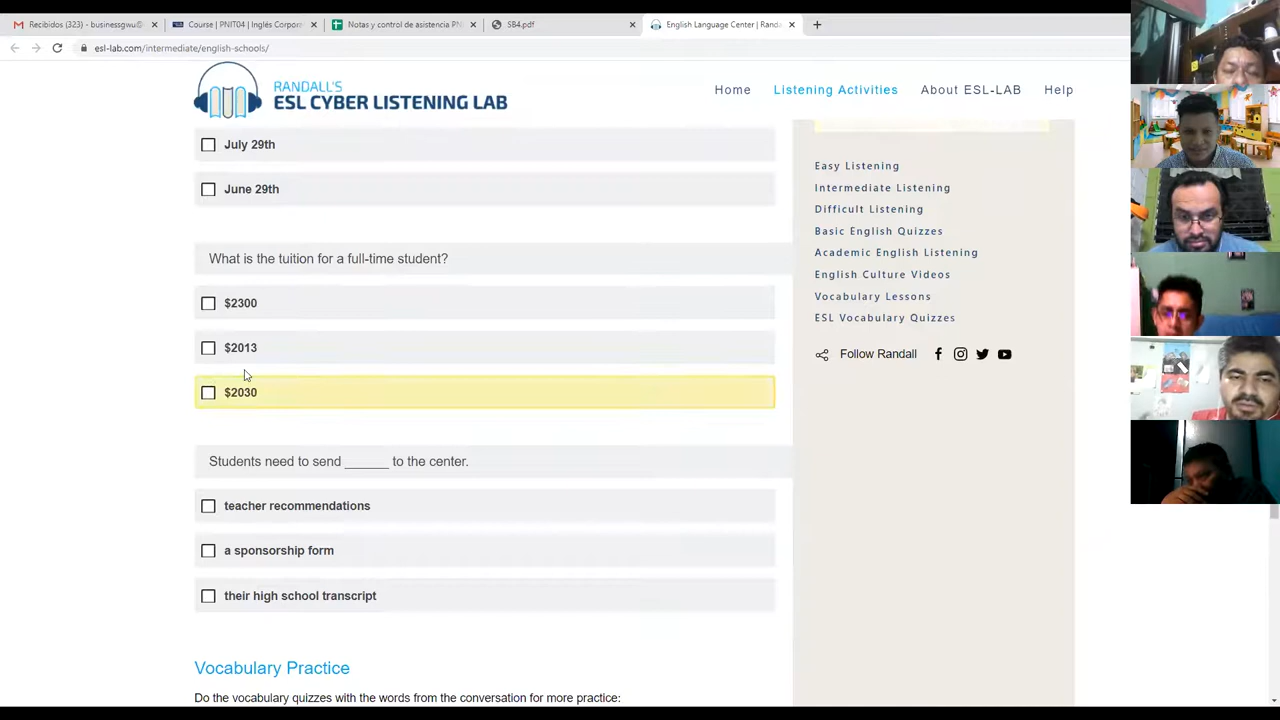 Recibidos (323) - businessgwu@
Course | PNIT04 | Inglés Corpor
Notas y control de asistencia PN
SB4.pdf
English Language Center | Randa
esl-lab.com/intermediate/english-schools/
RANDALL'S
ESL CYBER LISTENING LAB
Home
Listening Activities
About ESL-LAB
Help
July 29th
June 29th
What is the tuition for a full-time student?
$2300
$2013
$2030
Students need to send ______ to the center.
teacher recommendations
a sponsorship form
their high school transcript
Vocabulary Practice
Do the vocabulary quizzes with the words from the conversation for more practice:
Easy Listening
Intermediate Listening
Difficult Listening
Basic English Quizzes
Academic English Listening
English Culture Videos
Vocabulary Lessons
ESL Vocabulary Quizzes
Follow Randall